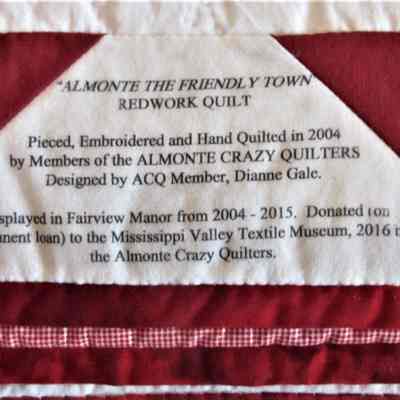 "ALMONTE THE FRIENDLY TOWN"
REDWORK QUILT
Pieced, Embroidered and Hand Quilted in 2004
by Members of the ALMONTE CRAZY QUILTERS
Designed by ACQ Member, Dianne Gale.
splayed in Fairview Manor from 2004 - 2015. Donated (on
nent loan) to the Mississippi Valley Textile Museum, 2016
the Almonte Crazy Quilters.